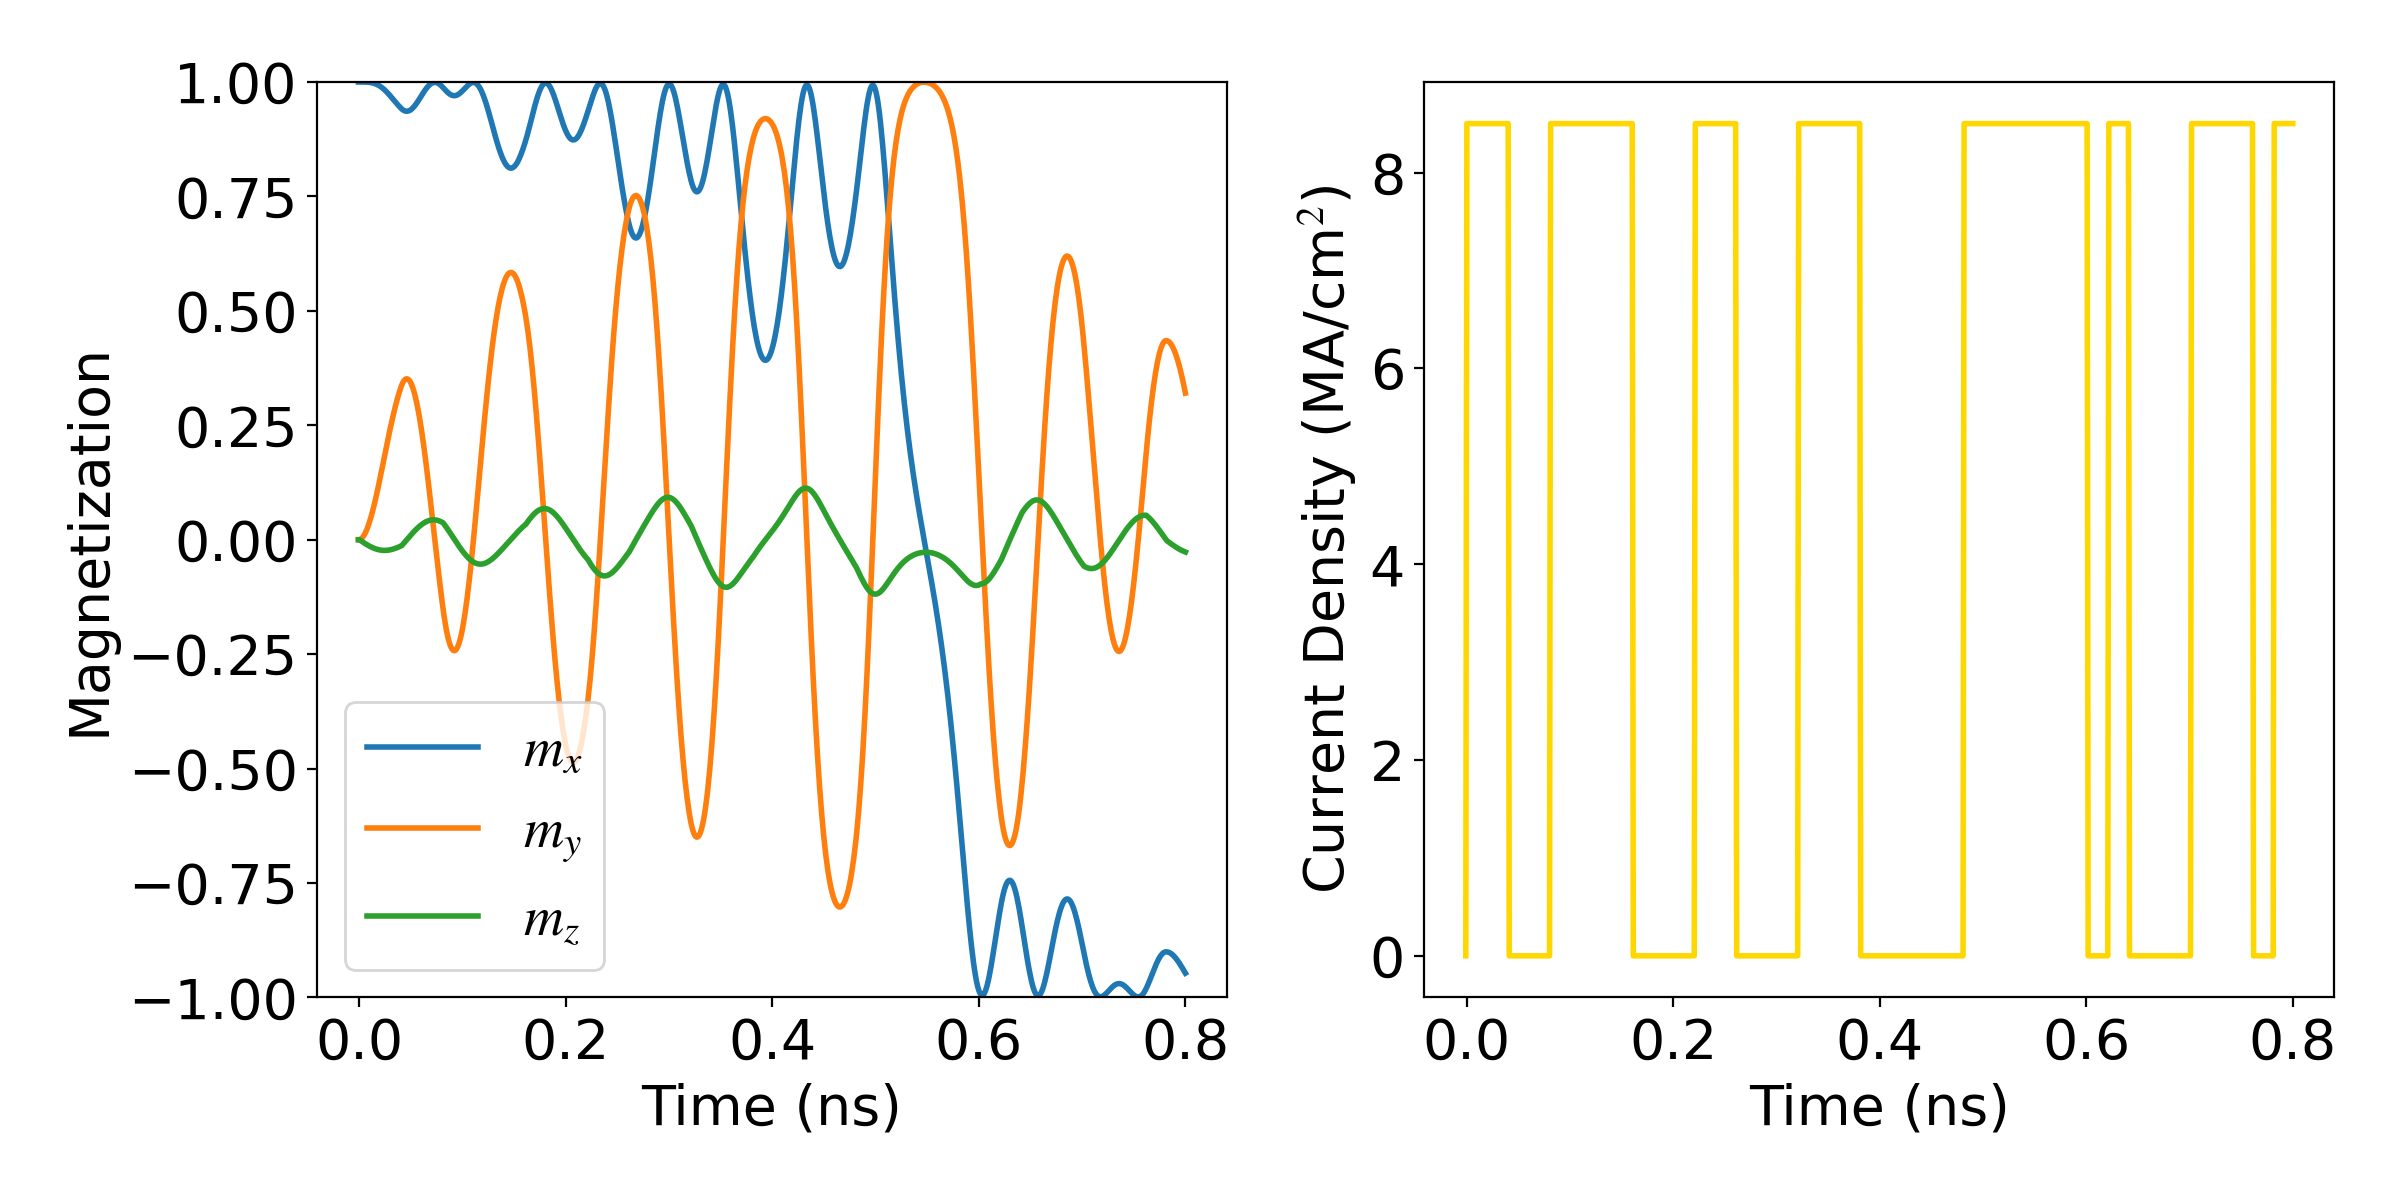 1.00
0.75
0.50
0.25
0.00
−0.25
−0.50
−0.75
−1.00
Magnetization
m_x
m_y
m_z
0.0 0.2 0.4 0.6 0.8
Time (ns)
8
6
4
2
0
Current Density (MA/cm²)
0.0 0.2 0.4 0.6 0.8
Time (ns)